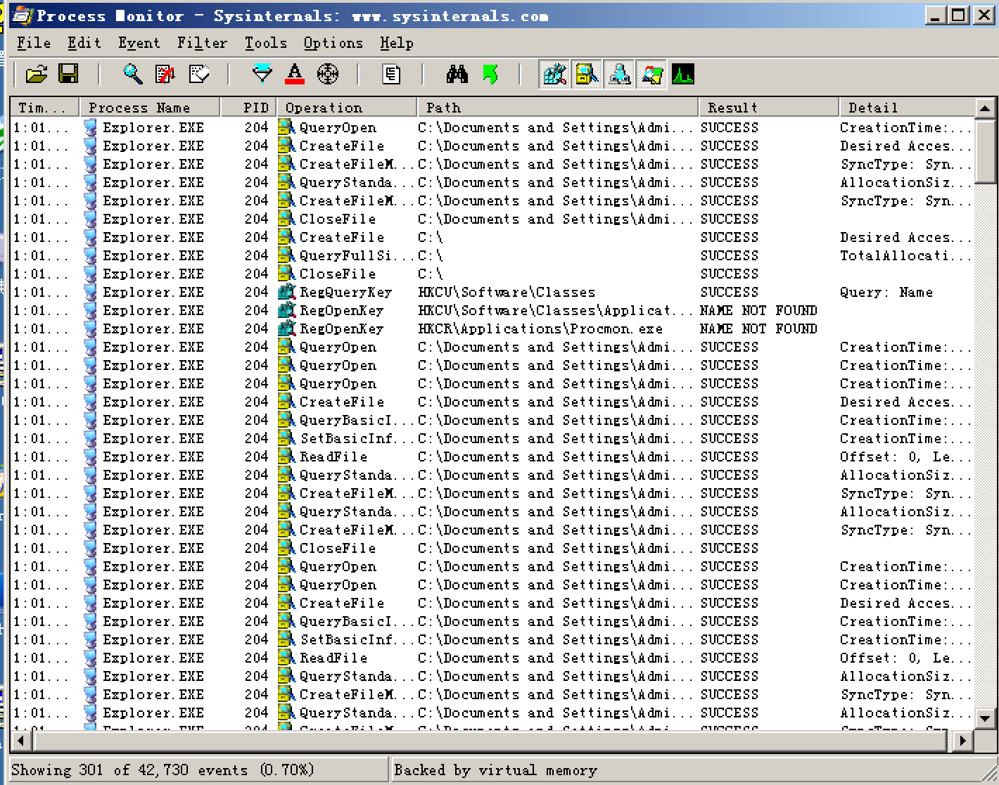 Process Monitor - Sysinternals: www.sysinternals.com
File Edit Event Filter Tools Options Help
Tim... Process Name PID Operation Path Result Detail
1:01... Explorer.EXE 204 QueryOpen C:\Documents and Settings\Admi... SUCCESS CreationTime:...
1:01... Explorer.EXE 204 CreateFile C:\Documents and Settings\Admi... SUCCESS Desired Acces...
1:01... Explorer.EXE 204 CreateFileM... C:\Documents and Settings\Admi... SUCCESS SyncType: Syn...
1:01... Explorer.EXE 204 QueryStanda... C:\Documents and Settings\Admi... SUCCESS AllocationSiz...
1:01... Explorer.EXE 204 CreateFileM... C:\Documents and Settings\Admi... SUCCESS SyncType: Syn...
1:01... Explorer.EXE 204 CloseFile C:\Documents and Settings\Admi... SUCCESS
1:01... Explorer.EXE 204 CreateFile C:\ SUCCESS Desired Acces...
1:01... Explorer.EXE 204 QueryFullSi... C:\ SUCCESS TotalAllocati...
1:01... Explorer.EXE 204 CloseFile C:\ SUCCESS
1:01... Explorer.EXE 204 RegQueryKey HKCU\Software\Classes SUCCESS Query: Name
1:01... Explorer.EXE 204 RegOpenKey HKCU\Software\Classes\Applicat... NAME NOT FOUND
1:01... Explorer.EXE 204 RegOpenKey HKCR\Applications\Procmon.exe NAME NOT FOUND
1:01... Explorer.EXE 204 QueryOpen C:\Documents and Settings\Admi... SUCCESS CreationTime:...
1:01... Explorer.EXE 204 QueryOpen C:\Documents and Settings\Admi... SUCCESS CreationTime:...
1:01... Explorer.EXE 204 QueryOpen C:\Documents and Settings\Admi... SUCCESS CreationTime:...
1:01... Explorer.EXE 204 CreateFile C:\Documents and Settings\Admi... SUCCESS Desired Acces...
1:01... Explorer.EXE 204 QueryBasicI... C:\Documents and Settings\Admi... SUCCESS CreationTime:...
1:01... Explorer.EXE 204 SetBasicInf... C:\Documents and Settings\Admi... SUCCESS CreationTime:...
1:01... Explorer.EXE 204 ReadFile C:\Documents and Settings\Admi... SUCCESS Offset: 0, Le...
1:01... Explorer.EXE 204 QueryStanda... C:\Documents and Settings\Admi... SUCCESS AllocationSiz...
1:01... Explorer.EXE 204 CreateFileM... C:\Documents and Settings\Admi... SUCCESS SyncType: Syn...
1:01... Explorer.EXE 204 QueryStanda... C:\Documents and Settings\Admi... SUCCESS AllocationSiz...
1:01... Explorer.EXE 204 CreateFileM... C:\Documents and Settings\Admi... SUCCESS SyncType: Syn...
1:01... Explorer.EXE 204 CloseFile C:\Documents and Settings\Admi... SUCCESS
1:01... Explorer.EXE 204 QueryOpen C:\Documents and Settings\Admi... SUCCESS CreationTime:...
1:01... Explorer.EXE 204 QueryOpen C:\Documents and Settings\Admi... SUCCESS CreationTime:...
1:01... Explorer.EXE 204 CreateFile C:\Documents and Settings\Admi... SUCCESS Desired Acces...
1:01... Explorer.EXE 204 QueryBasicI... C:\Documents and Settings\Admi... SUCCESS CreationTime:...
1:01... Explorer.EXE 204 SetBasicInf... C:\Documents and Settings\Admi... SUCCESS CreationTime:...
1:01... Explorer.EXE 204 ReadFile C:\Documents and Settings\Admi... SUCCESS Offset: 0, Le...
1:01... Explorer.EXE 204 QueryStanda... C:\Documents and Settings\Admi... SUCCESS AllocationSiz...
1:01... Explorer.EXE 204 CreateFileM... C:\Documents and Settings\Admi... SUCCESS SyncType: Syn...
1:01... Explorer.EXE 204 QueryStanda... C:\Documents and Settings\Admi... SUCCESS AllocationSiz...
Showing 301 of 42,730 events (0.70%) Backed by virtual memory